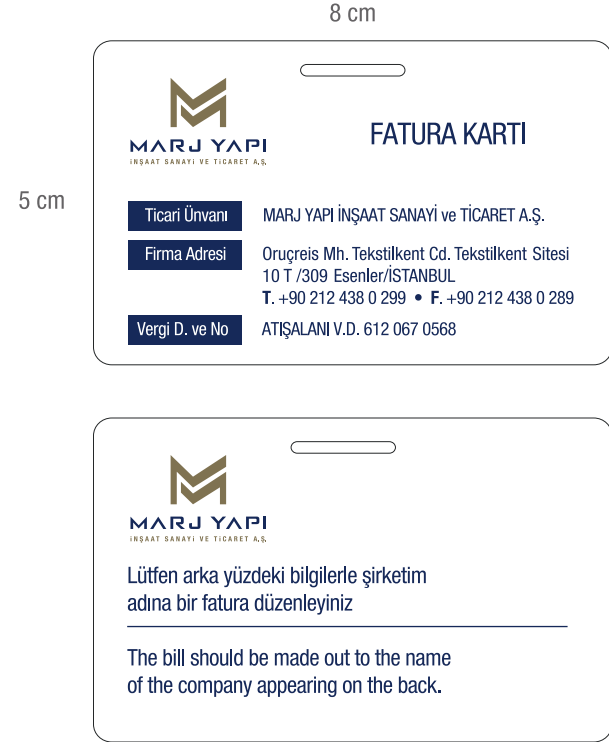 8 cm
5 cm
MARJ YAPI
İNŞAAT SANAYİ VE TİCARET A.Ş.
FATURA KARTI
Ticari Ünvanı MARJ YAPI İNŞAAT SANAYİ ve TİCARET A.Ş.
Firma Adresi Oruçreis Mh. Tekstilkent Cd. Tekstilkent Sitesi
10 T /309 Esenler/İSTANBUL
T. +90 212 438 0 299 • F. +90 212 438 0 289
Vergi D. ve No ATIŞALANI V.D. 612 067 0568
MARJ YAPI
İNŞAAT SANAYİ VE TİCARET A.Ş.
Lütfen arka yüzdeki bilgilerle şirketim
adına bir fatura düzenleyiniz
The bill should be made out to the name
of the company appearing on the back.